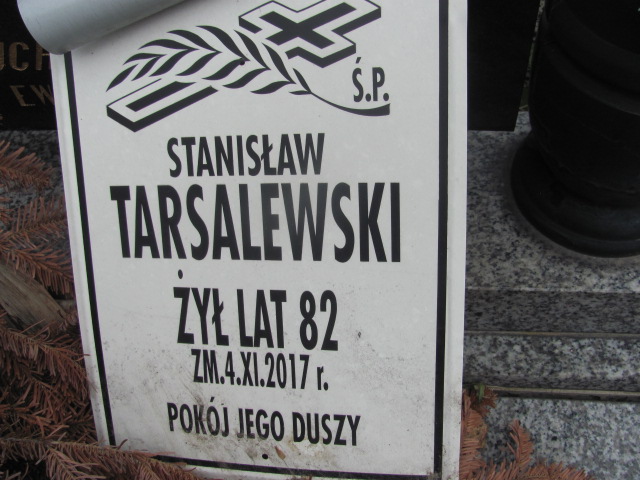 Ś.P.
STANISŁAW
TARSALEWSKI
ŻYŁ LAT 82
ZM.4.XI.2017 r.
POKÓJ JEGO DUSZY